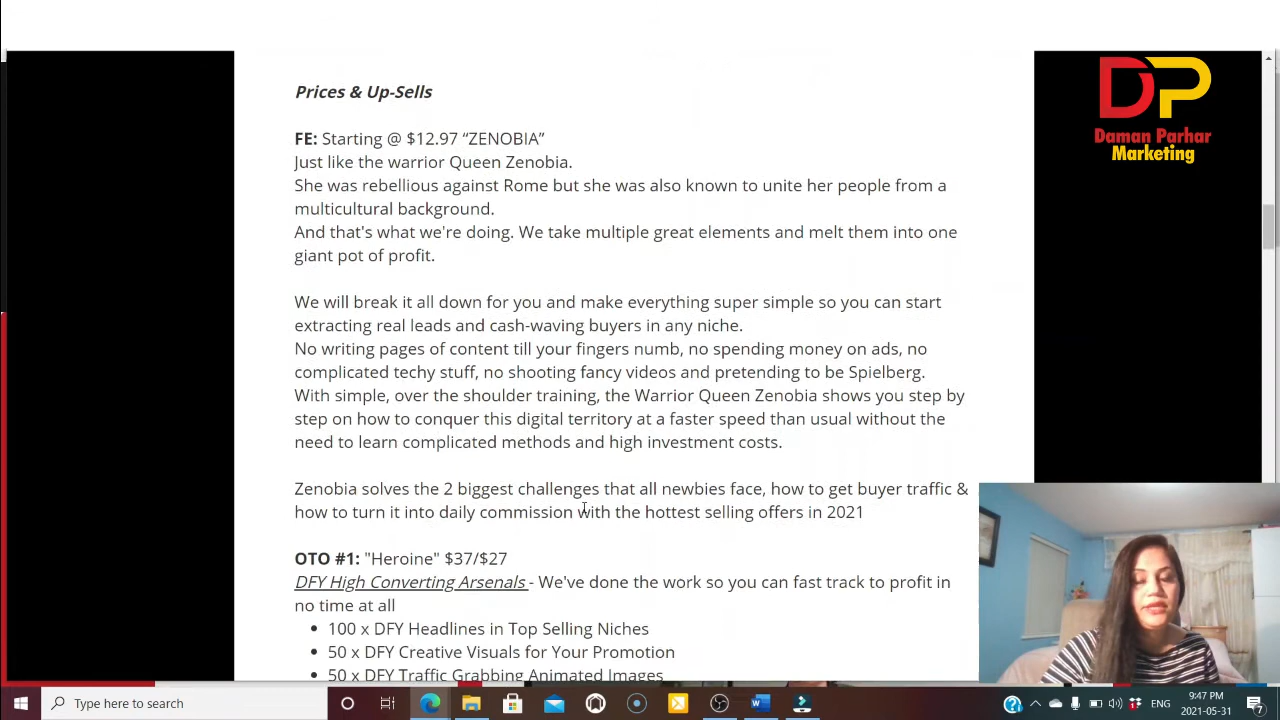 Prices & Up-Sells
DP
Daman Parhar
Marketing
FE: Starting @ $12.97 “ZENOBIA”
Just like the warrior Queen Zenobia.
She was rebellious against Rome but she was also known to unite her people from a
multicultural background.
And that's what we're doing. We take multiple great elements and melt them into one
giant pot of profit.
We will break it all down for you and make everything super simple so you can start
extracting real leads and cash-waving buyers in any niche.
No writing pages of content till your fingers numb, no spending money on ads, no
complicated techy stuff, no shooting fancy videos and pretending to be Spielberg.
With simple, over the shoulder training, the Warrior Queen Zenobia shows you step by
step on how to conquer this digital territory at a faster speed than usual without the
need to learn complicated methods and high investment costs.
Zenobia solves the 2 biggest challenges that all newbies face, how to get buyer traffic &
how to turn it into daily commission with the hottest selling offers in 2021
OTO #1: "Heroine" $37/$27
DFY High Converting Arsenals - We've done the work so you can fast track to profit in
no time at all
• 100 x DFY Headlines in Top Selling Niches
• 50 x DFY Creative Visuals for Your Promotion
• 50 x DFY Traffic Grabbing Animated Images
Type here to search
ENG
9:47 PM
2021-05-31